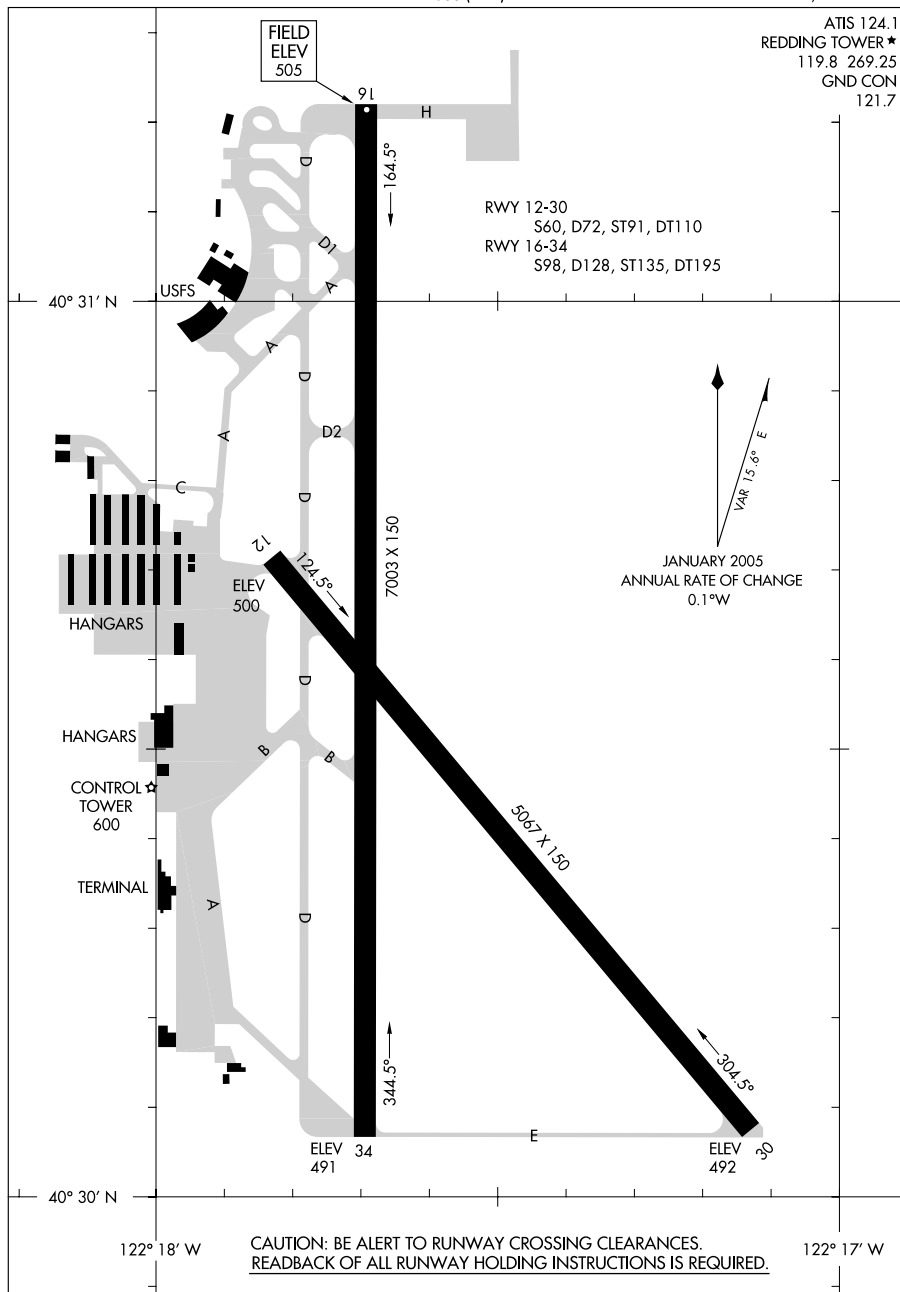 ATIS 124.1
REDDING TOWER ★
119.8 269.25
GND CON
121.7
FIELD
ELEV
505
16
H
164.5°
D
D1
A
RWY 12-30
S60, D72, ST91, DT110
RWY 16-34
S98, D128, ST135, DT195
40° 31' N
USFS
A
D
D2
A
VAR 15.6° E
C
D
7003 X 150
JANUARY 2005
ANNUAL RATE OF CHANGE
0.1°W
12
124.5°
ELEV
500
HANGARS
D
HANGARS
B
B
CONTROL
TOWER
600
5067 X 150
TERMINAL
A
D
344.5°
304.5°
E
ELEV
491
34
ELEV
492
30
40° 30' N
122° 18' W
122° 17' W
CAUTION: BE ALERT TO RUNWAY CROSSING CLEARANCES.
READBACK OF ALL RUNWAY HOLDING INSTRUCTIONS IS REQUIRED.